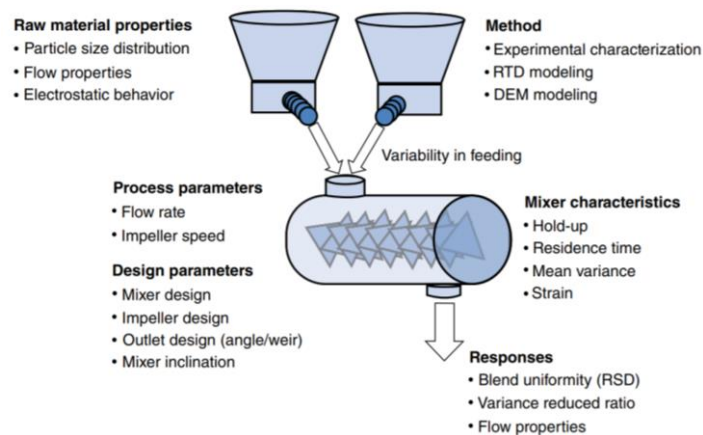 Raw material properties
• Particle size distribution
• Flow properties
• Electrostatic behavior
Method
• Experimental characterization
• RTD modeling
• DEM modeling
Variability in feeding
Process parameters
• Flow rate
• Impeller speed
Design parameters
• Mixer design
• Impeller design
• Outlet design (angle/weir)
• Mixer inclination
Mixer characteristics
• Hold-up
• Residence time
• Mean variance
• Strain
Responses
• Blend uniformity (RSD)
• Variance reduced ratio
• Flow properties